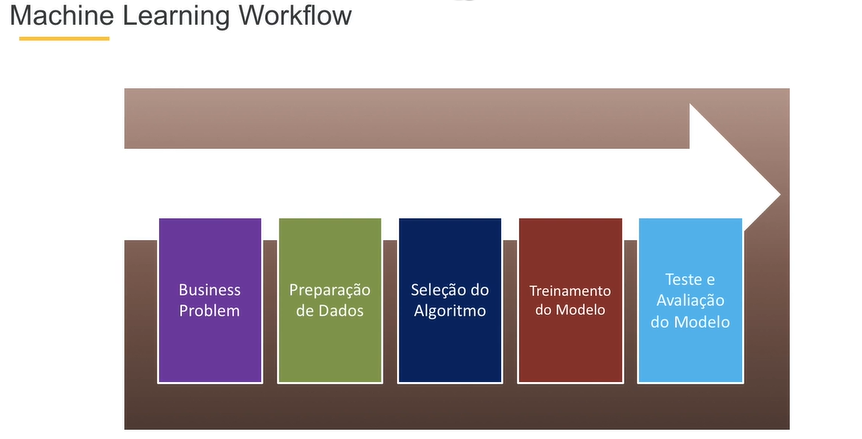 Machine Learning Workflow
Business
Problem
Preparação
de Dados
Seleção do
Algoritmo
Treinamento
do Modelo
Teste e
Avaliação
do Modelo